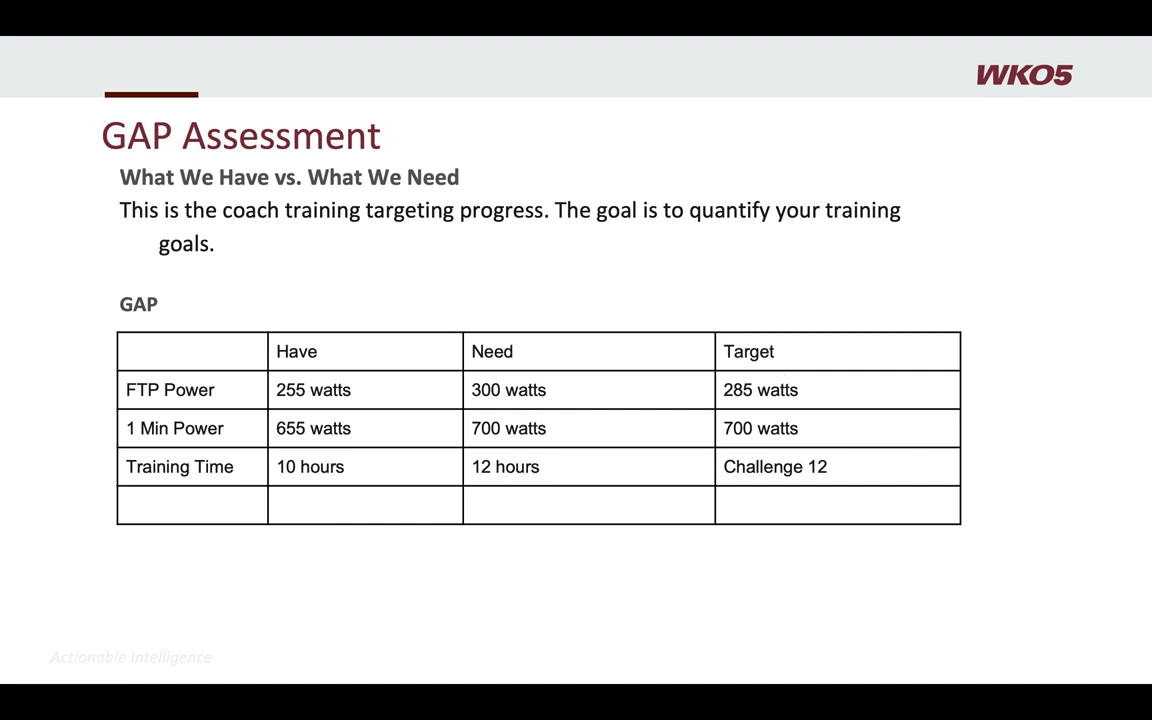 WKO5
GAP Assessment
What We Have vs. What We Need
This is the coach training targeting progress. The goal is to quantify your training
goals.
GAP
Have Need Target
FTP Power 255 watts 300 watts 285 watts
1 Min Power 655 watts 700 watts 700 watts
Training Time 10 hours 12 hours Challenge 12
Actionable Intelligence